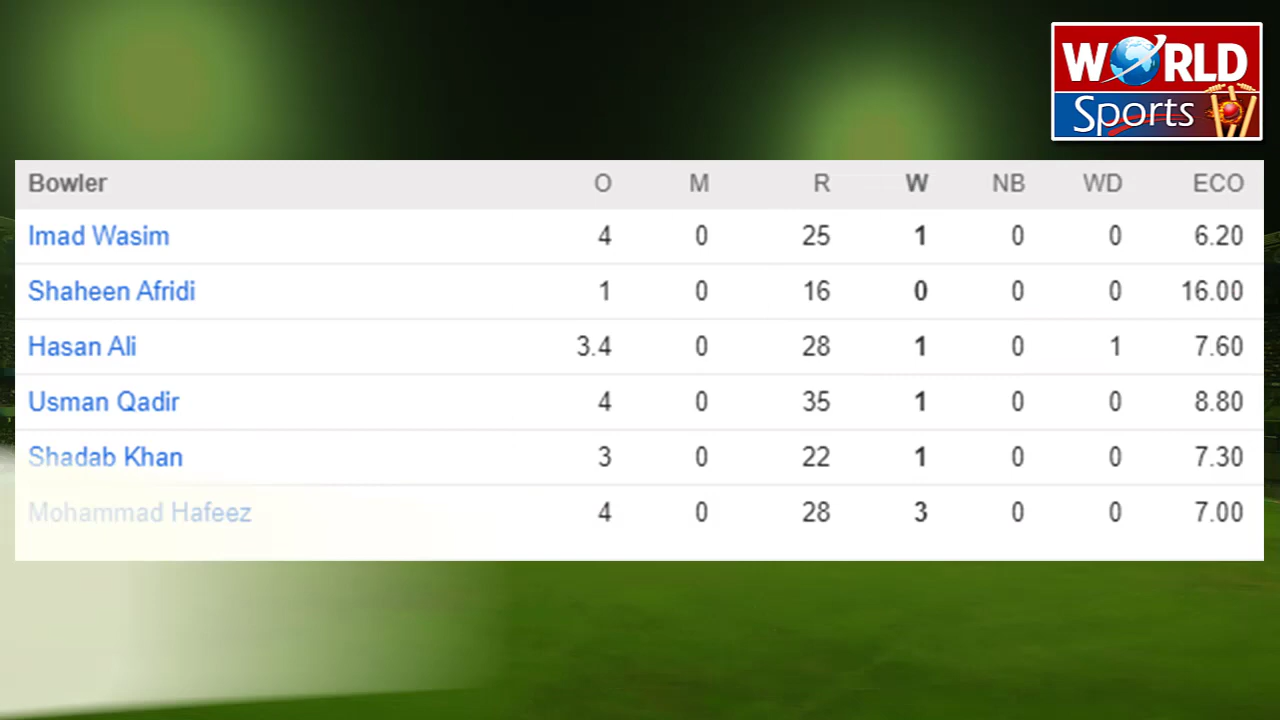 WORLD
Sports
Bowler O M R W NB WD ECO
Imad Wasim 4 0 25 1 0 0 6.20
Shaheen Afridi 1 0 16 0 0 0 16.00
Hasan Ali 3.4 0 28 1 0 1 7.60
Usman Qadir 4 0 35 1 0 0 8.80
Shadab Khan 3 0 22 1 0 0 7.30
Mohammad Hafeez 4 0 28 3 0 0 7.00